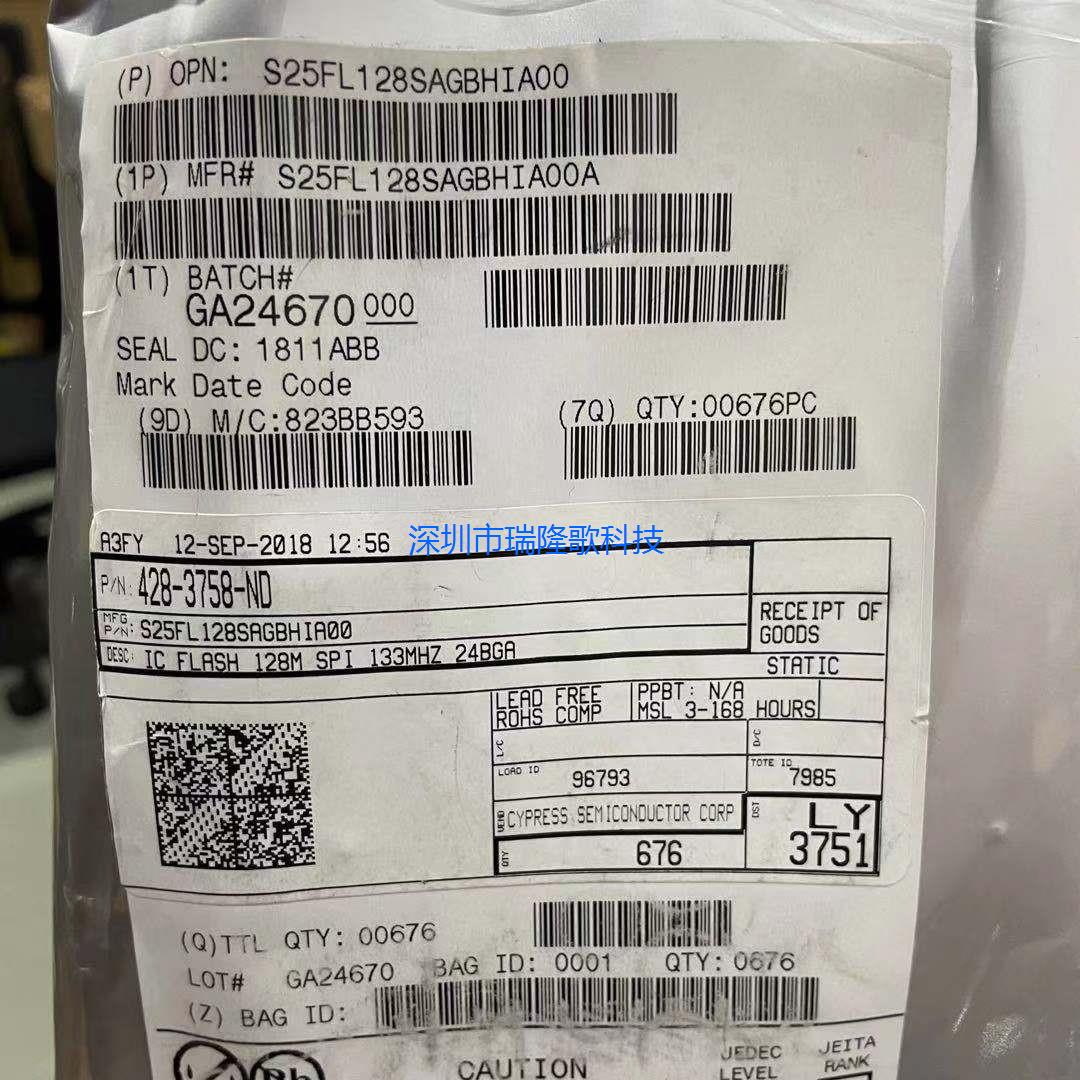 (P) OPN: S25FL128SAGBHIA00
(1P) MFR# S25FL128SAGBHIA00A
(1T) BATCH#
GA24670 000
SEAL DC: 1811ABB
Mark Date Code
(9D) M/C:823BB593
(7Q) QTY:00676PC
A3FY 12-SEP-2018 12:56
深圳市瑞隆歌科技
P/N: 428-3758-ND
MFG P/N: S25FL128SAGBHIA00
DESC: IC FLASH 128M SPI 133MHZ 24BGA
RECEIPT OF
GOODS
STATIC
LEAD FREE
ROHS COMP
PPBT: N/A
MSL 3-168 HOURS
L/C
D/C
LOAD ID 96793
TOTE ID 7985
VEND CYPRESS SEMICONDUCTOR CORP
DST LY
3751
QTY 676
(Q)TTL QTY: 00676
LOT# GA24670 BAG ID: 0001 QTY: 0676
(Z) BAG ID:
Pb
CAUTION
JEDEC
LEVEL
JEITA
RANK